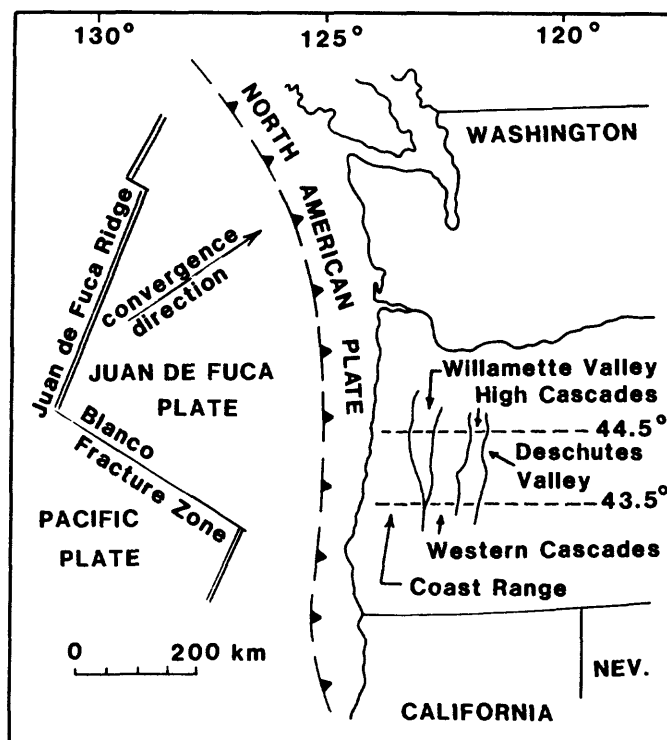 130° 125° 120°
NORTH AMERICAN PLATE
WASHINGTON
Juan de Fuca Ridge
convergence
direction
JUAN DE FUCA
PLATE
Blanco
Fracture Zone
PACIFIC
PLATE
Willamette Valley
High Cascades
44.5°
Deschutes
Valley
43.5°
Western Cascades
Coast Range
0 200 km
NEV.
CALIFORNIA